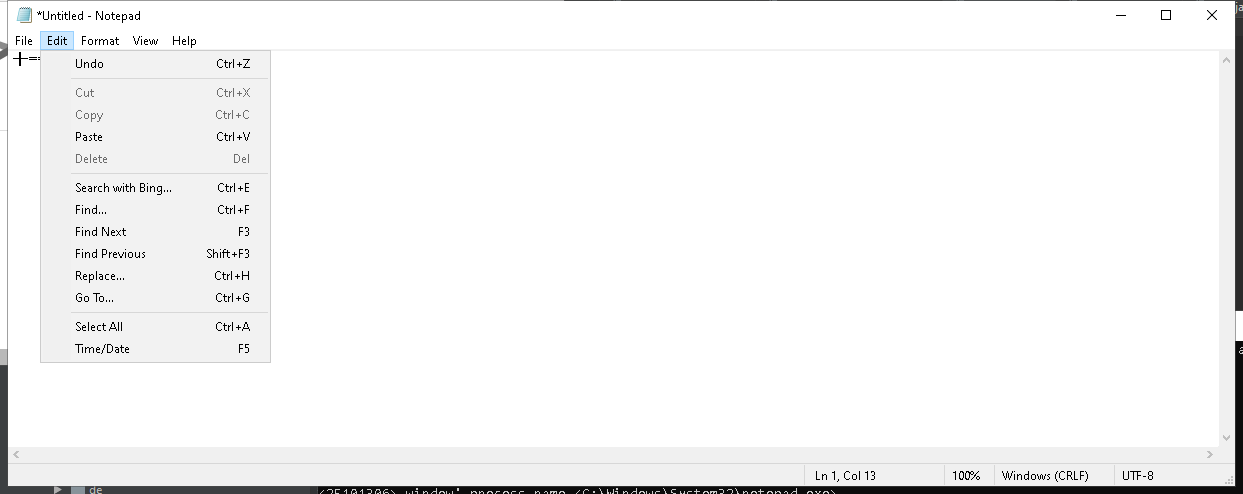 *Untitled - Notepad
File Edit Format View Help
Undo Ctrl+Z
Cut Ctrl+X
Copy Ctrl+C
Paste Ctrl+V
Delete Del
Search with Bing... Ctrl+E
Find... Ctrl+F
Find Next F3
Find Previous Shift+F3
Replace... Ctrl+H
Go To... Ctrl+G
Select All Ctrl+A
Time/Date F5
Ln 1, Col 13 100% Windows (CRLF) UTF-8
de <25101306> window' process name <C:\Windows\System32\notepad.exe>